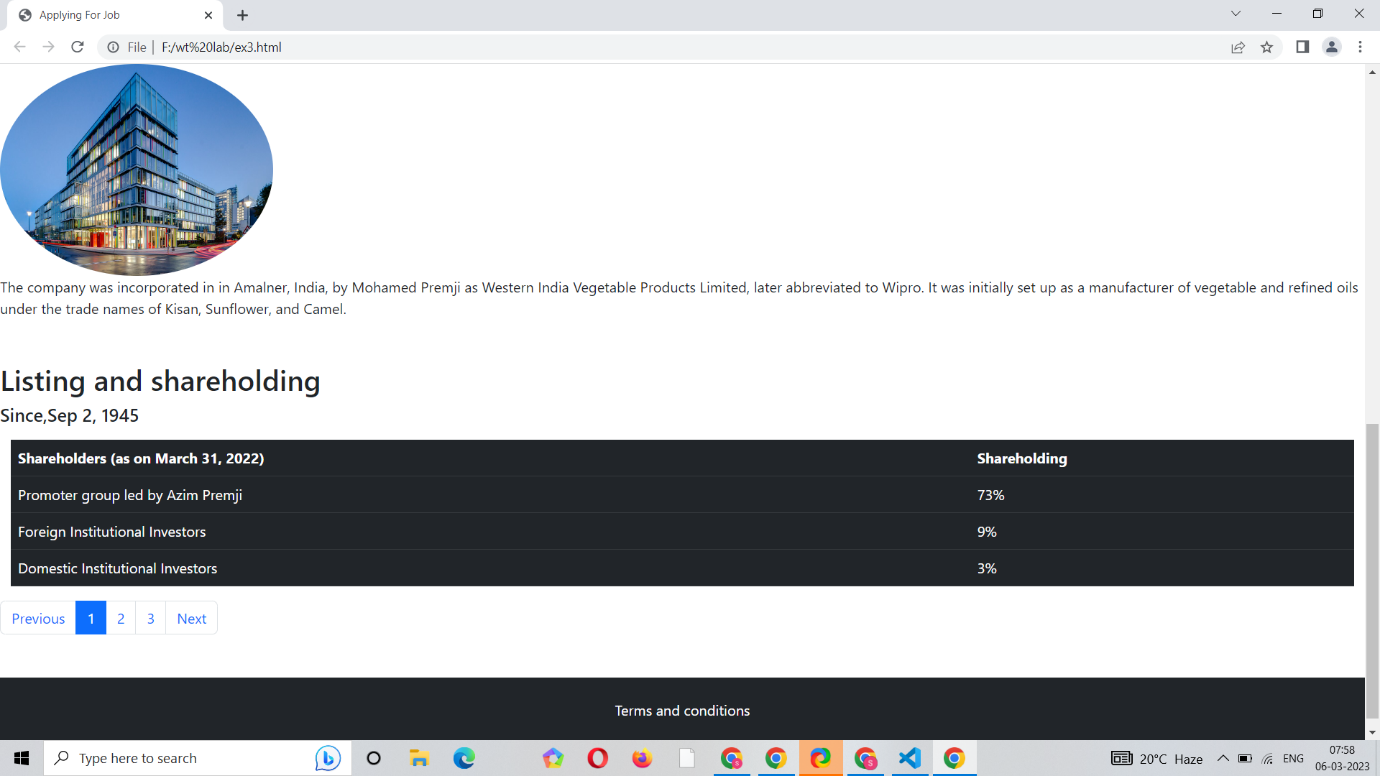 Applying For Job
File | F:/wt%20lab/ex3.html
The company was incorporated in in Amalner, India, by Mohamed Premji as Western India Vegetable Products Limited, later abbreviated to Wipro. It was initially set up as a manufacturer of vegetable and refined oils
under the trade names of Kisan, Sunflower, and Camel.
Listing and shareholding
Since,Sep 2, 1945
Shareholders (as on March 31, 2022) Shareholding
Promoter group led by Azim Premji 73%
Foreign Institutional Investors 9%
Domestic Institutional Investors 3%
Previous 1 2 3 Next
Terms and conditions
Type here to search
20°C Haze
ENG
07:58
06-03-2023